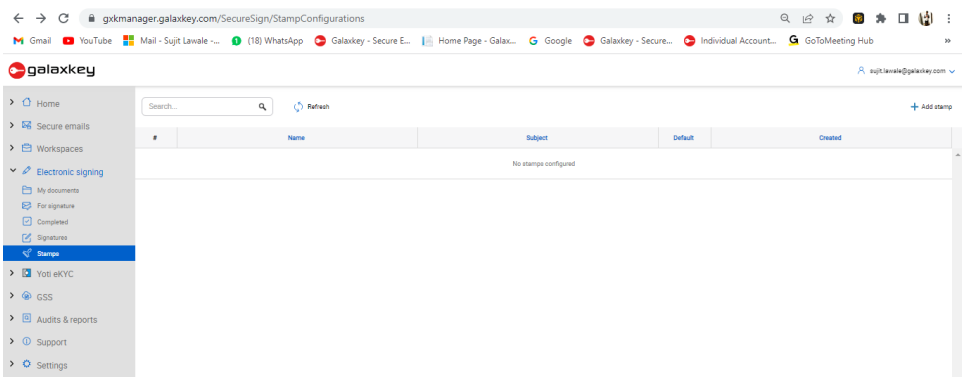 gxkmanager.galaxkey.com/SecureSign/StampConfigurations
Gmail YouTube Mail - Sujit Lawale -... (18) WhatsApp Galaxkey - Secure E... Home Page - Galax... Google Galaxkey - Secure... Individual Account... GoToMeeting Hub »
galaxkey
sujit.lawale@galaxkey.com
Home
Search...
Refresh
Add stamp
Secure emails
# Name Subject Default Created
Workspaces
No stamps configured
Electronic signing
My documents
For signature
Completed
Signatures
Stamps
Yoti eKYC
GSS
Audits & reports
Support
Settings